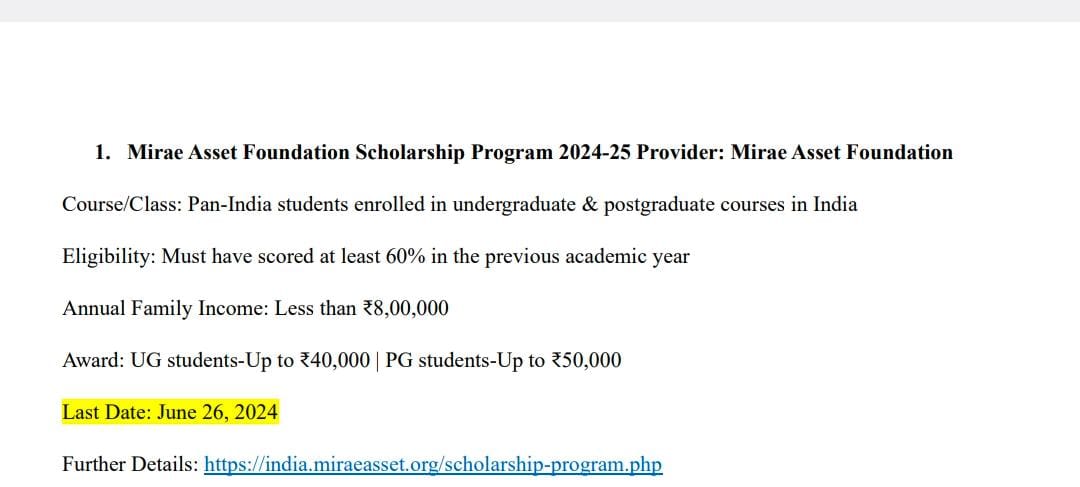 1. Mirae Asset Foundation Scholarship Program 2024-25 Provider: Mirae Asset Foundation
Course/Class: Pan-India students enrolled in undergraduate & postgraduate courses in India
Eligibility: Must have scored at least 60% in the previous academic year
Annual Family Income: Less than ₹8,00,000
Award: UG students-Up to ₹40,000 | PG students-Up to ₹50,000
Last Date: June 26, 2024
Further Details: https://india.miraeasset.org/scholarship-program.php